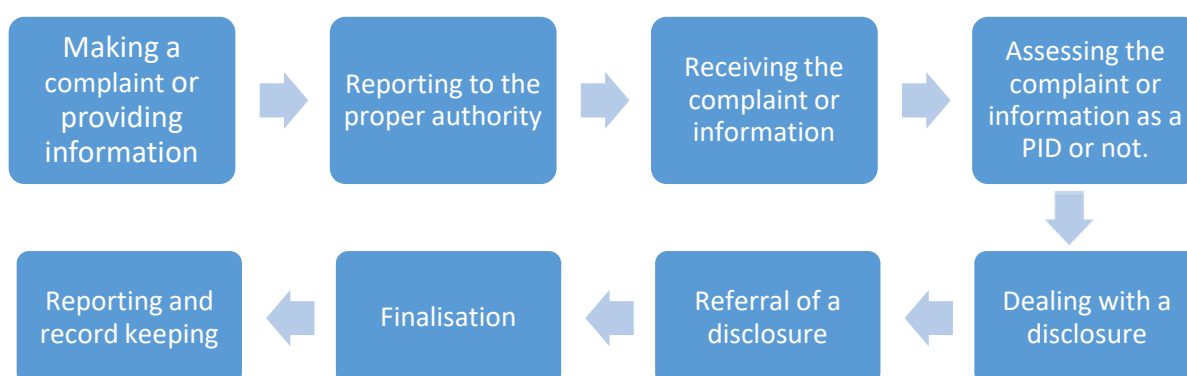 Making a
complaint or
providing
information
Reporting to the
proper authority
Receiving the
complaint or
information
Assessing the
complaint or
information as a
PID or not.
Dealing with a
disclosure
Referral of a
disclosure
Finalisation
Reporting and
record keeping